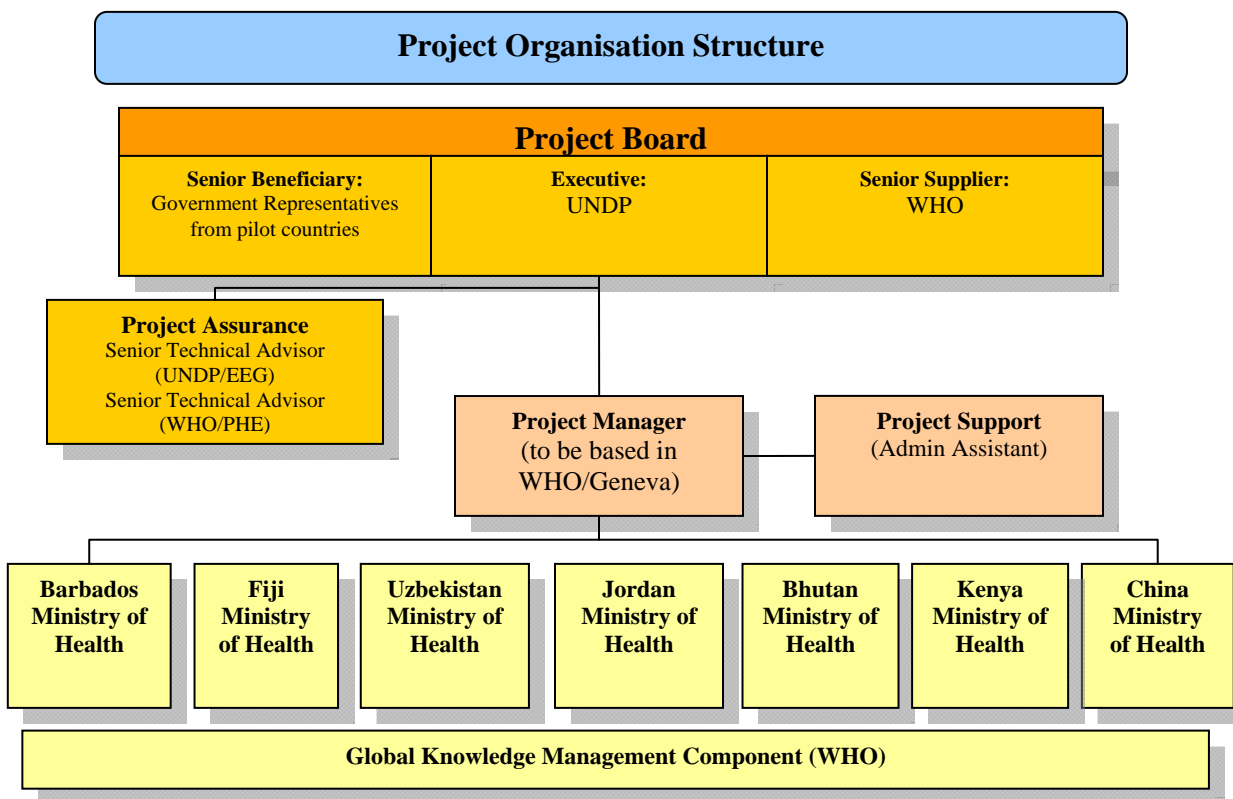 Project Organisation Structure
Project Board
Senior Beneficiary:
Government Representatives
from pilot countries
Executive:
UNDP
Senior Supplier:
WHO
Project Assurance
Senior Technical Advisor
(UNDP/EEG)
Senior Technical Advisor
(WHO/PHE)
Project Manager
(to be based in
WHO/Geneva)
Project Support
(Admin Assistant)
Barbados
Ministry of
Health
Fiji
Ministry
of Health
Uzbekistan
Ministry of
Health
Jordan
Ministry of
Health
Bhutan
Ministry of
Health
Kenya
Ministry of
Health
China
Ministry
of Health
Global Knowledge Management Component (WHO)